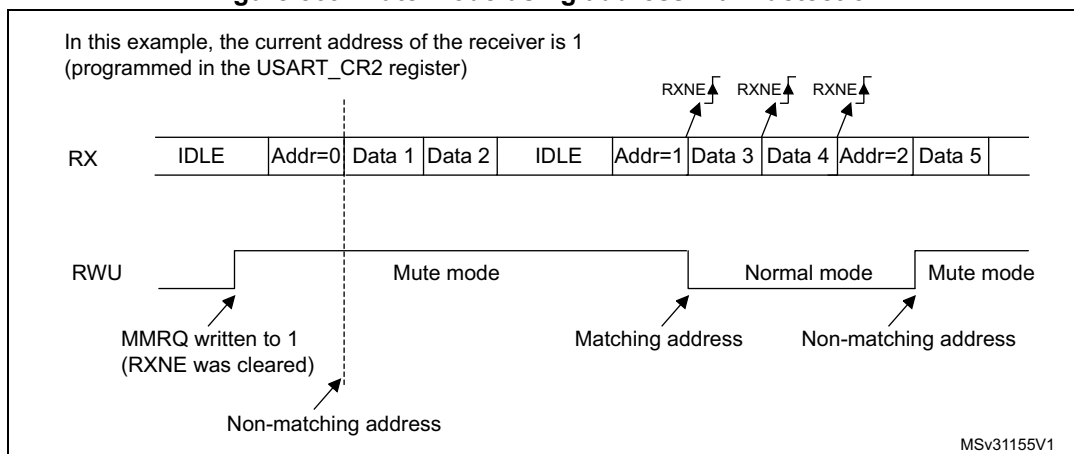 In this example, the current address of the receiver is 1
(programmed in the USART_CR2 register)
RXNE RXNE RXNE
RX IDLE Addr=0 Data 1 Data 2 IDLE Addr=1 Data 3 Data 4 Addr=2 Data 5
RWU Mute mode Normal mode Mute mode
MMRQ written to 1 Matching address Non-matching address
(RXNE was cleared)
Non-matching address
MSv31155V1